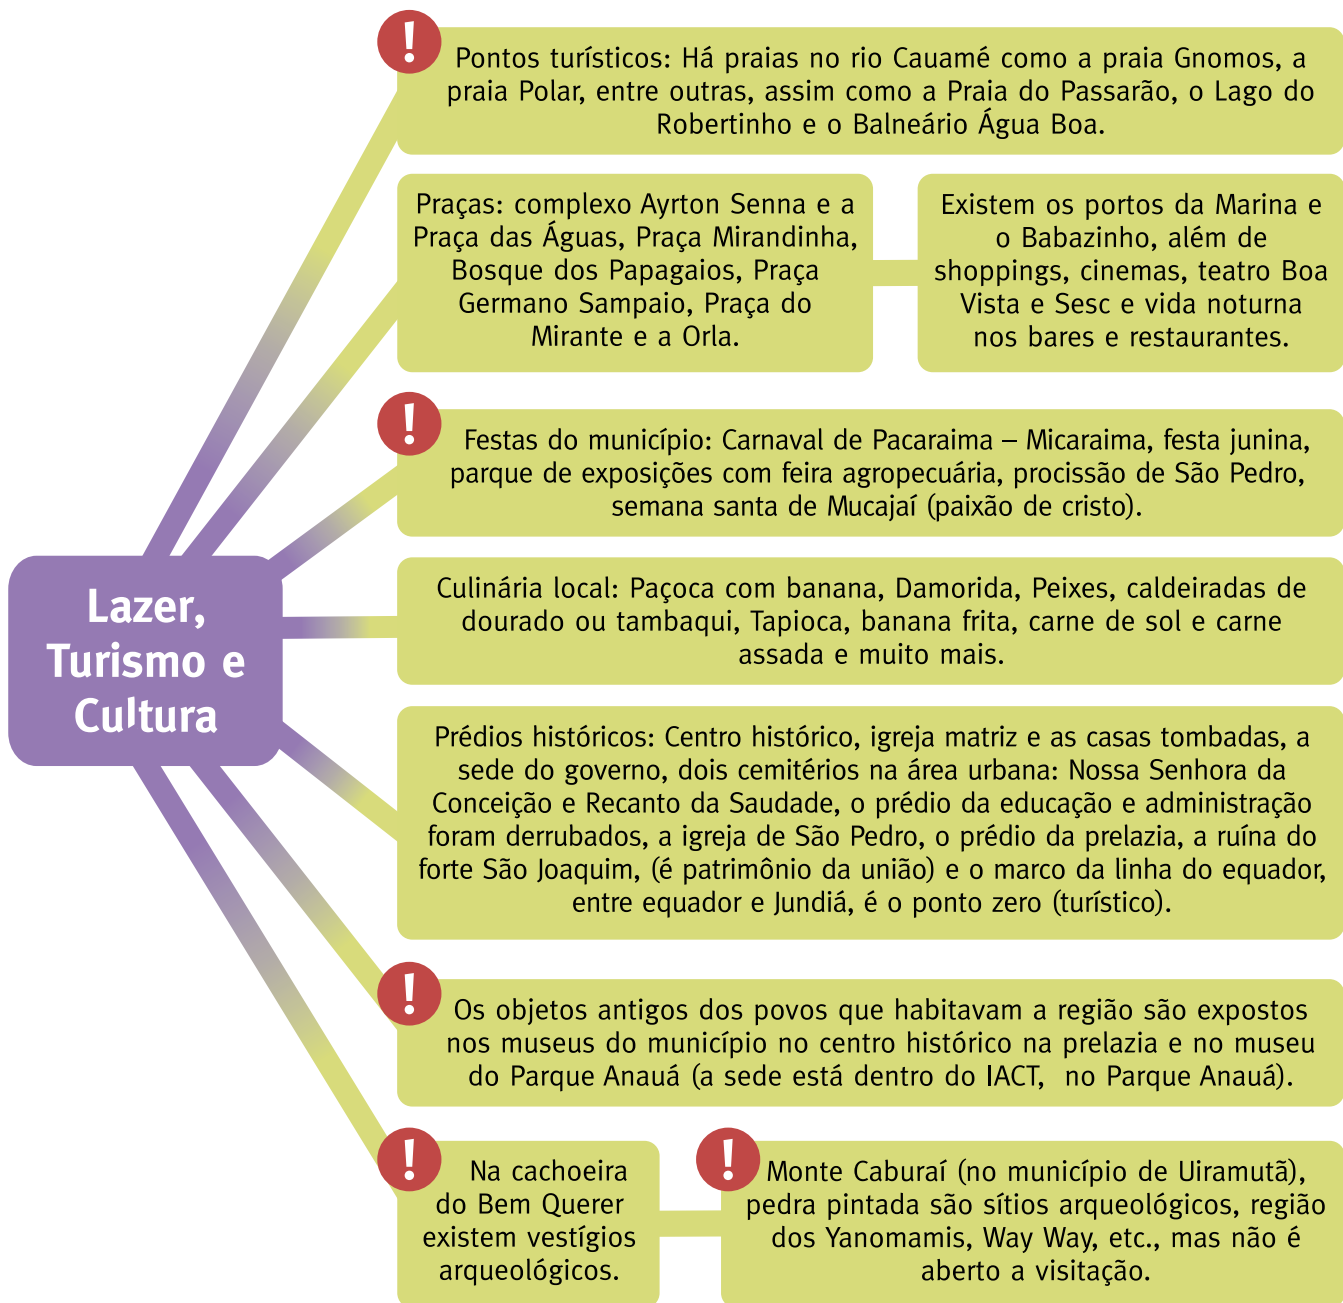 !
Pontos turísticos: Há praias no rio Cauamé como a praia Gnomos, a
praia Polar, entre outras, assim como a Praia do Passarão, o Lago do
Robertinho e o Balneário Água Boa.
Praças: complexo Ayrton Senna e a
Praça das Águas, Praça Mirandinha,
Bosque dos Papagaios, Praça
Germano Sampaio, Praça do
Mirante e a Orla.
Existem os portos da Marina e
o Babazinho, além de
shoppings, cinemas, teatro Boa
Vista e Sesc e vida noturna
nos bares e restaurantes.
!
Festas do município: Carnaval de Pacaraima – Micaraima, festa junina,
parque de exposições com feira agropecuária, procissão de São Pedro,
semana santa de Mucajaí (paixão de cristo).
Lazer,
Turismo e
Cultura
Culinária local: Paçoca com banana, Damorida, Peixes, caldeiradas de
dourado ou tambaqui, Tapioca, banana frita, carne de sol e carne
assada e muito mais.
Prédios históricos: Centro histórico, igreja matriz e as casas tombadas, a
sede do governo, dois cemitérios na área urbana: Nossa Senhora da
Conceição e Recanto da Saudade, o prédio da educação e administração
foram derrubados, a igreja de São Pedro, o prédio da prelazia, a ruína do
forte São Joaquim, (é patrimônio da união) e o marco da linha do equador,
entre equador e Jundiá, é o ponto zero (turístico).
!
Os objetos antigos dos povos que habitavam a região são expostos
nos museus do município no centro histórico na prelazia e no museu
do Parque Anauá (a sede está dentro do IACT, no Parque Anauá).
!
Na cachoeira
do Bem Querer
existem vestígios
arqueológicos.
!
Monte Caburaí (no município de Uiramutã),
pedra pintada são sítios arqueológicos, região
dos Yanomamis, Way Way, etc., mas não é
aberto a visitação.